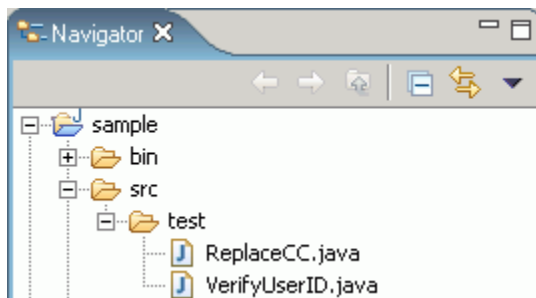 Navigator
sample
bin
src
test
ReplaceCC.java
VerifyUserID.java